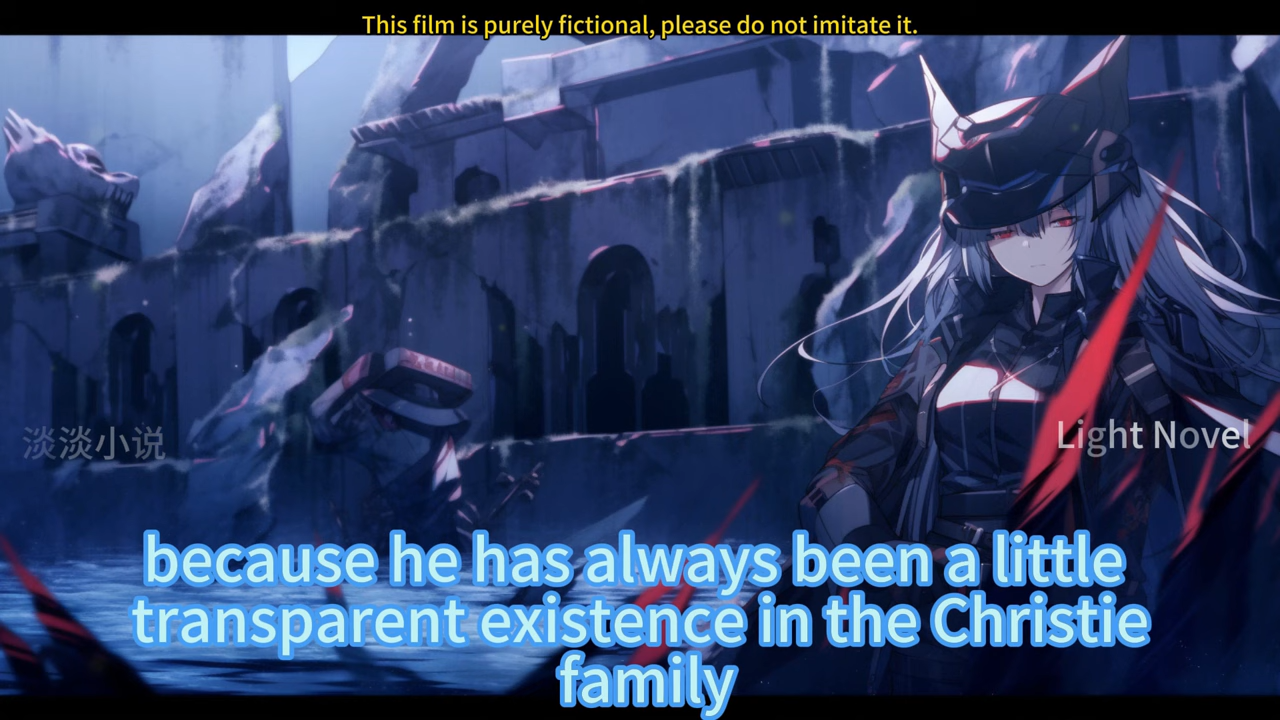 This film is purely fictional, please do not imitate it.
淡淡小说
Light Novel
because he has always been a little
transparent existence in the Christie
family